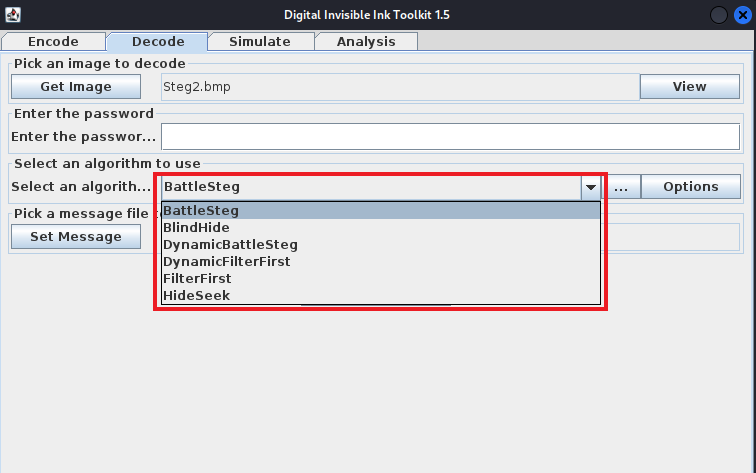 Digital Invisible Ink Toolkit 1.5
Encode Decode Simulate Analysis
Pick an image to decode
Get Image Steg2.bmp View
Enter the password
Enter the passwor...
Select an algorithm to use
Select an algorith... BattleSteg ... Options
Pick a message file
Set Message
BattleSteg
BlindHide
DynamicBattleSteg
DynamicFilterFirst
FilterFirst
HideSeek